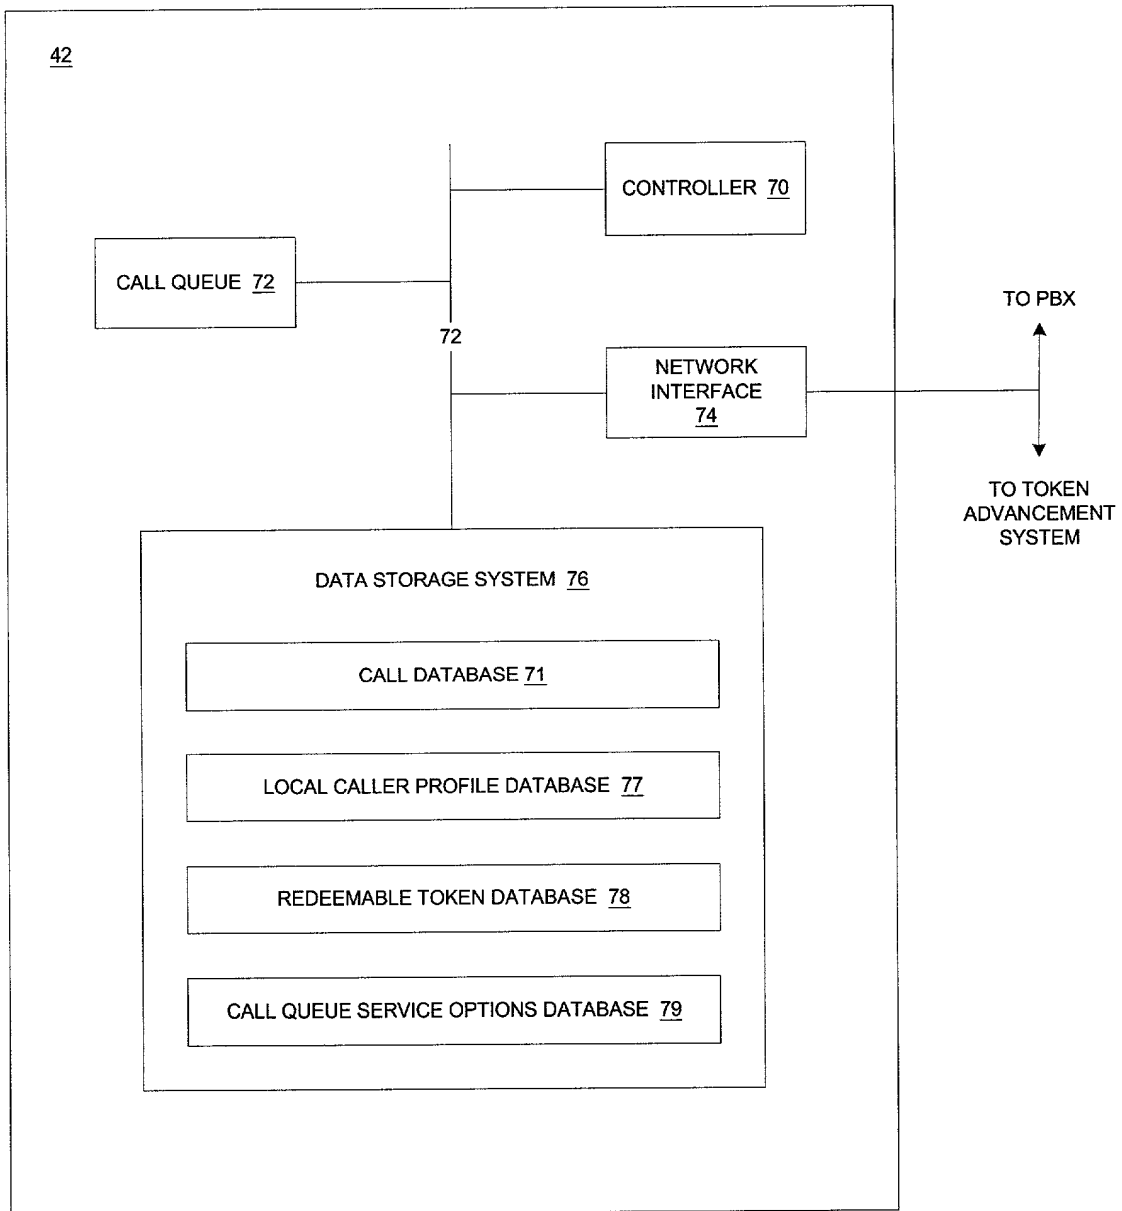 42
CONTROLLER 70
CALL QUEUE 72
TO PBX
72
NETWORK
INTERFACE
74
TO TOKEN
ADVANCEMENT
SYSTEM
DATA STORAGE SYSTEM 76
CALL DATABASE 71
LOCAL CALLER PROFILE DATABASE 77
REDEEMABLE TOKEN DATABASE 78
CALL QUEUE SERVICE OPTIONS DATABASE 79